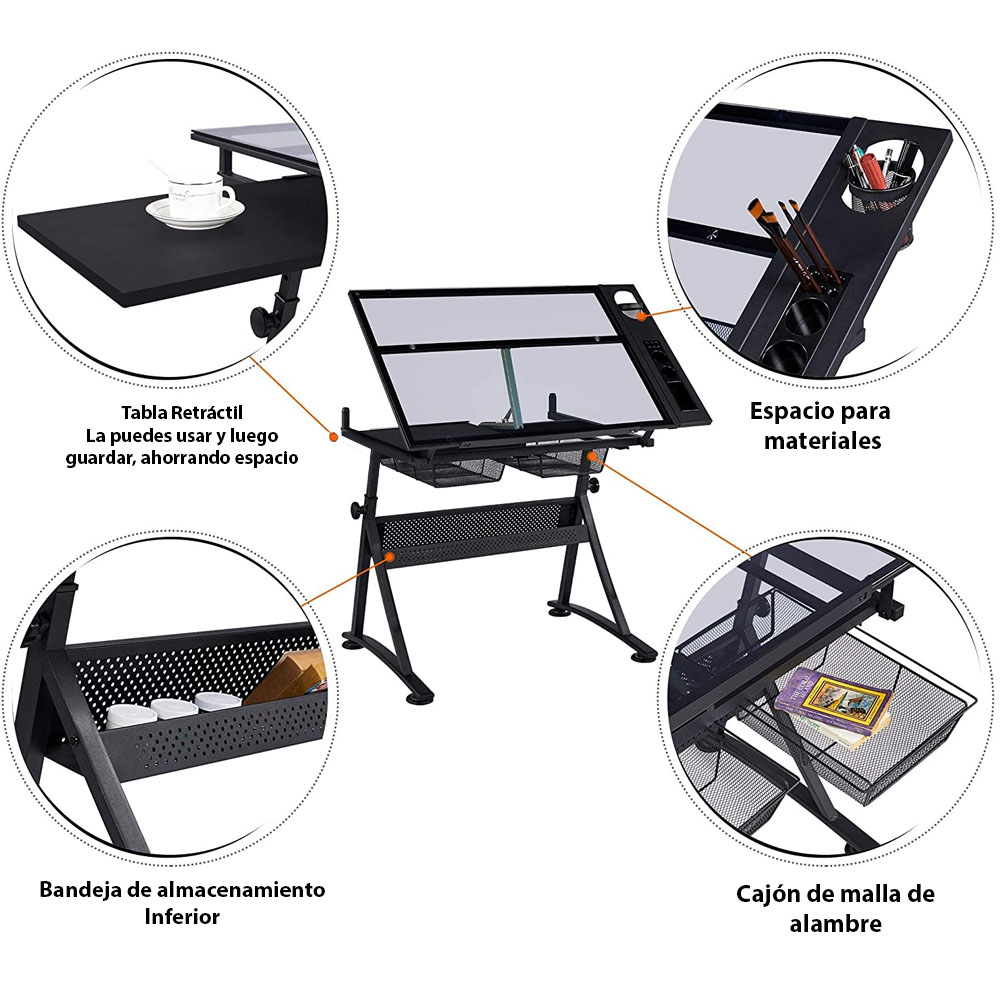 Tabla Retráctil
La puedes usar y luego
guardar, ahorrando espacio
Espacio para
materiales
Bandeja de almacenamiento
Inferior
Cajón de malla de
alambre